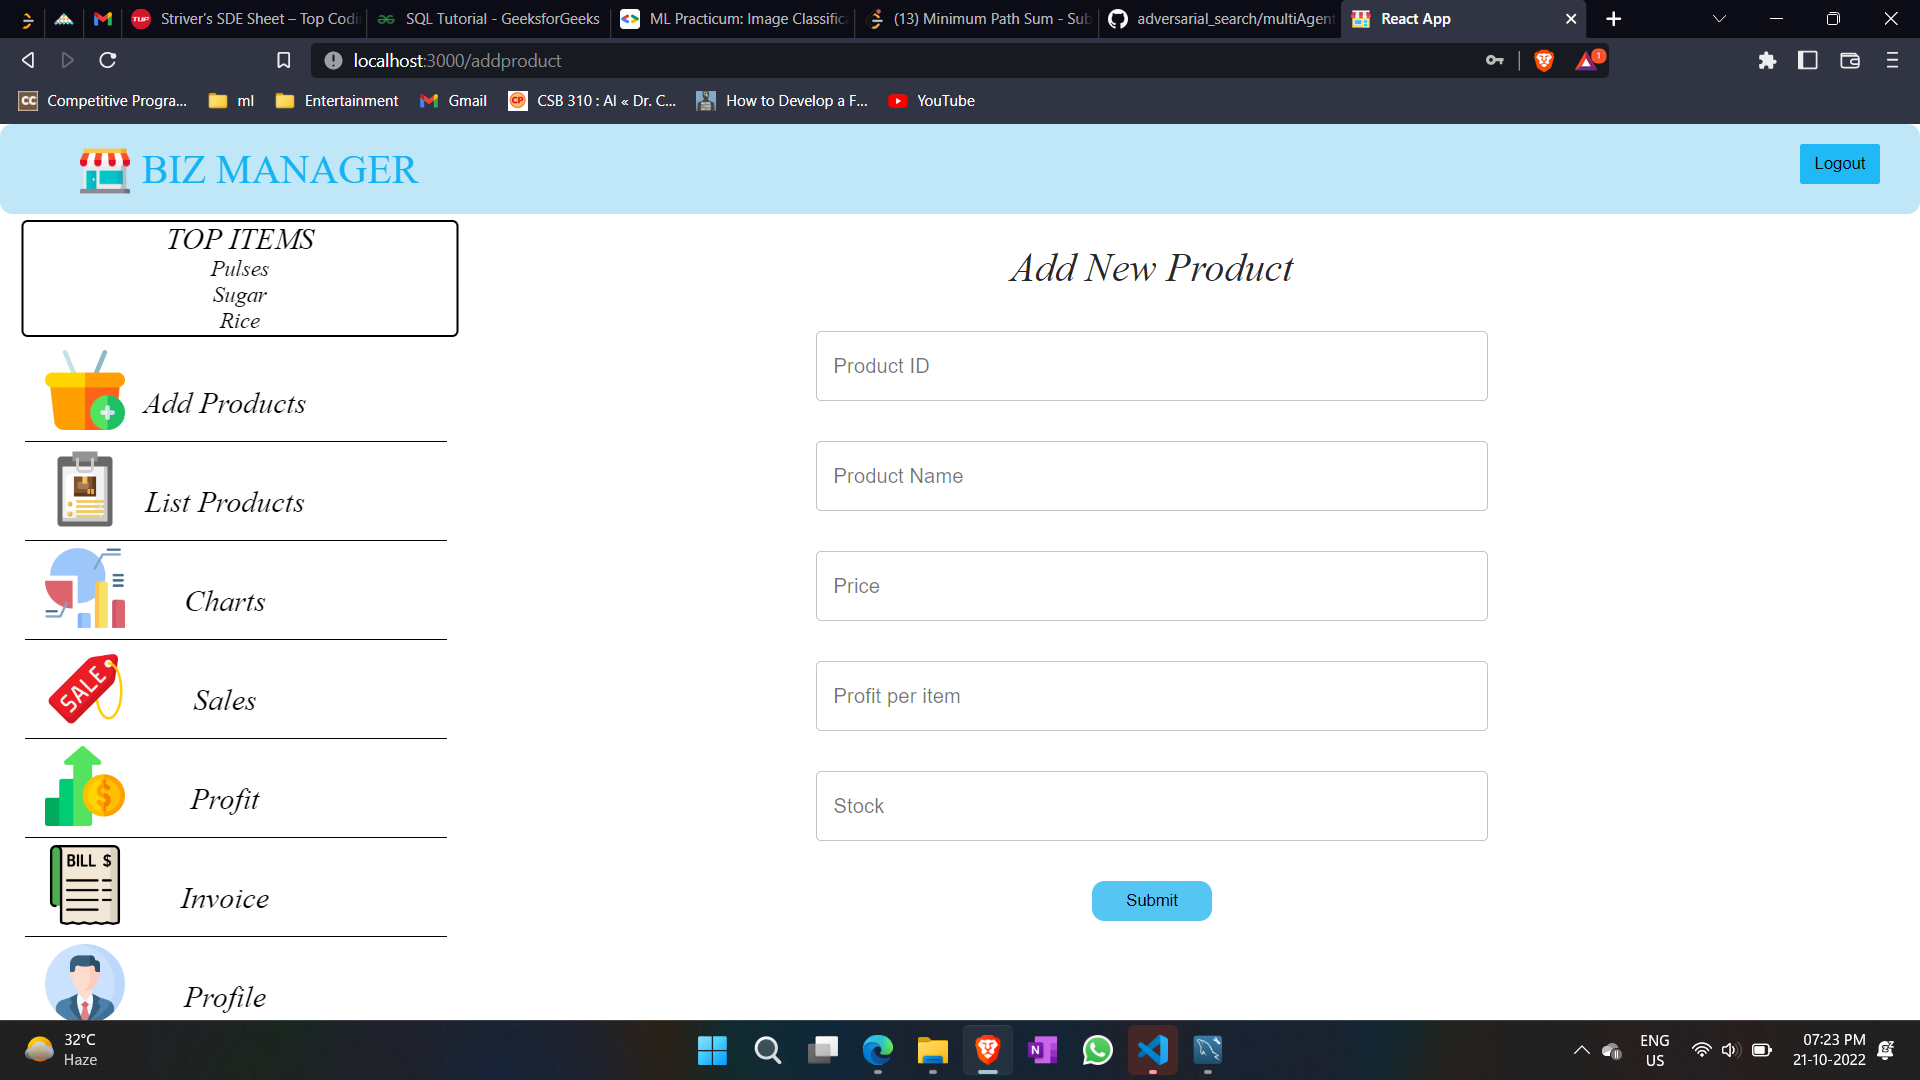 Striver's SDE Sheet – Top Codi
SQL Tutorial - GeeksforGeeks
ML Practicum: Image Classifica
(13) Minimum Path Sum - Sub
adversarial_search/multiAgent
React App
localhost:3000/addproduct
1
CC Competitive Progra...
ml
Entertainment
Gmail
CP CSB 310 : AI « Dr. C...
How to Develop a F...
YouTube
BIZ MANAGER
Logout
TOP ITEMS
Pulses
Sugar
Rice
Add Products
List Products
Charts
SALE
Sales
$
Profit
BILL $
Invoice
Profile
Add New Product
Product ID
Product Name
Price
Profit per item
Stock
Submit
32°C
Haze
N
ENG
US
07:23 PM
21-10-2022